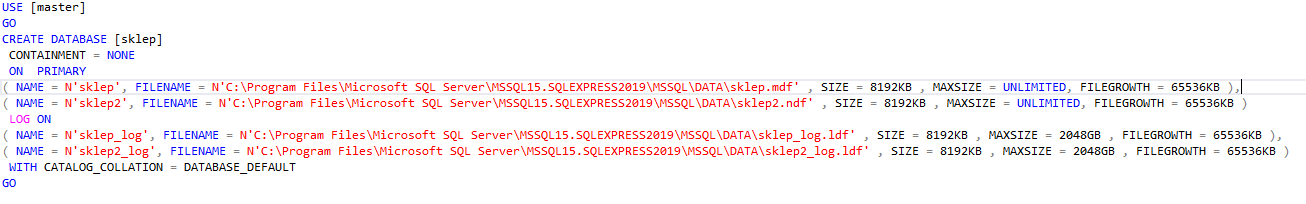 USE [master]
GO
CREATE DATABASE [sklep]
 CONTAINMENT = NONE
 ON  PRIMARY
( NAME = N'sklep', FILENAME = N'C:\Program Files\Microsoft SQL Server\MSSQL15.SQLEXPRESS2019\MSSQL\DATA\sklep.mdf' , SIZE = 8192KB , MAXSIZE = UNLIMITED, FILEGROWTH = 65536KB ),
( NAME = N'sklep2', FILENAME = N'C:\Program Files\Microsoft SQL Server\MSSQL15.SQLEXPRESS2019\MSSQL\DATA\sklep2.ndf' , SIZE = 8192KB , MAXSIZE = UNLIMITED, FILEGROWTH = 65536KB )
 LOG ON
( NAME = N'sklep_log', FILENAME = N'C:\Program Files\Microsoft SQL Server\MSSQL15.SQLEXPRESS2019\MSSQL\DATA\sklep_log.ldf' , SIZE = 8192KB , MAXSIZE = 2048GB , FILEGROWTH = 65536KB ),
( NAME = N'sklep2_log', FILENAME = N'C:\Program Files\Microsoft SQL Server\MSSQL15.SQLEXPRESS2019\MSSQL\DATA\sklep2_log.ldf' , SIZE = 8192KB , MAXSIZE = 2048GB , FILEGROWTH = 65536KB )
 WITH CATALOG_COLLATION = DATABASE_DEFAULT
GO